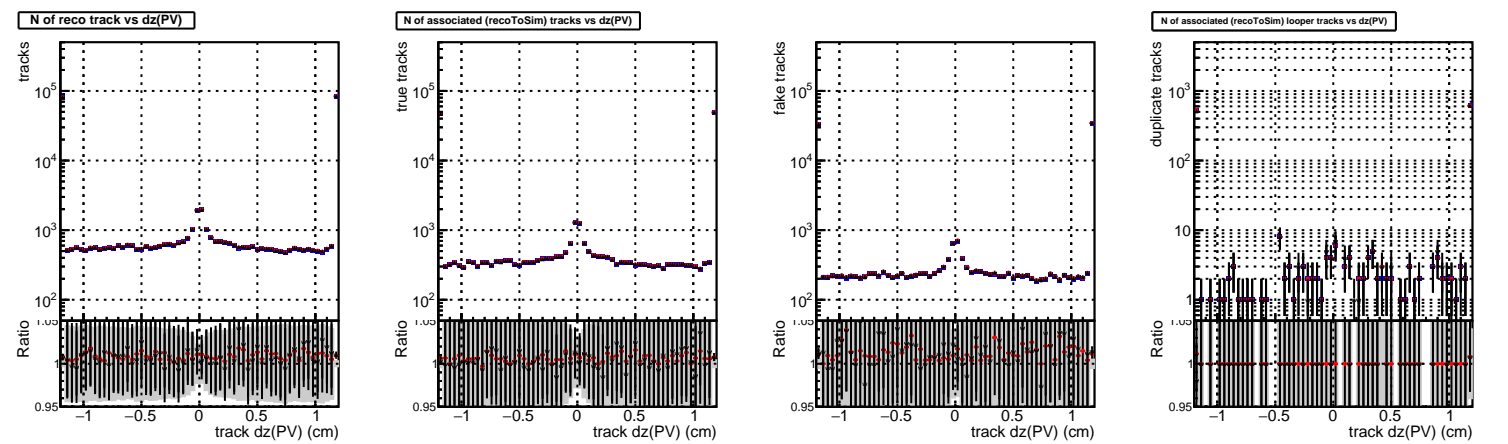 N of reco track vs dz(PV)
tracks
10^5
10^4
10^3
10^2
1.05
Ratio
1
0.95
−1 −0.5 0 0.5 1
track dz(PV) (cm)
N of associated (recoToSim) tracks vs dz(PV)
true tracks
10^5
10^4
10^3
10^2
1.05
Ratio
1
0.95
−1 −0.5 0 0.5 1
track dz(PV) (cm)
fake tracks
10^5
10^4
10^3
10^2
1.05
Ratio
1
0.95
−1 −0.5 0 0.5 1
track dz(PV) (cm)
N of associated (recoToSim) looper tracks vs dz(PV)
duplicate tracks
10^3
10^2
10
1
1.05
Ratio
1
0.95
−1 −0.5 0 0.5 1
track dz(PV) (cm)